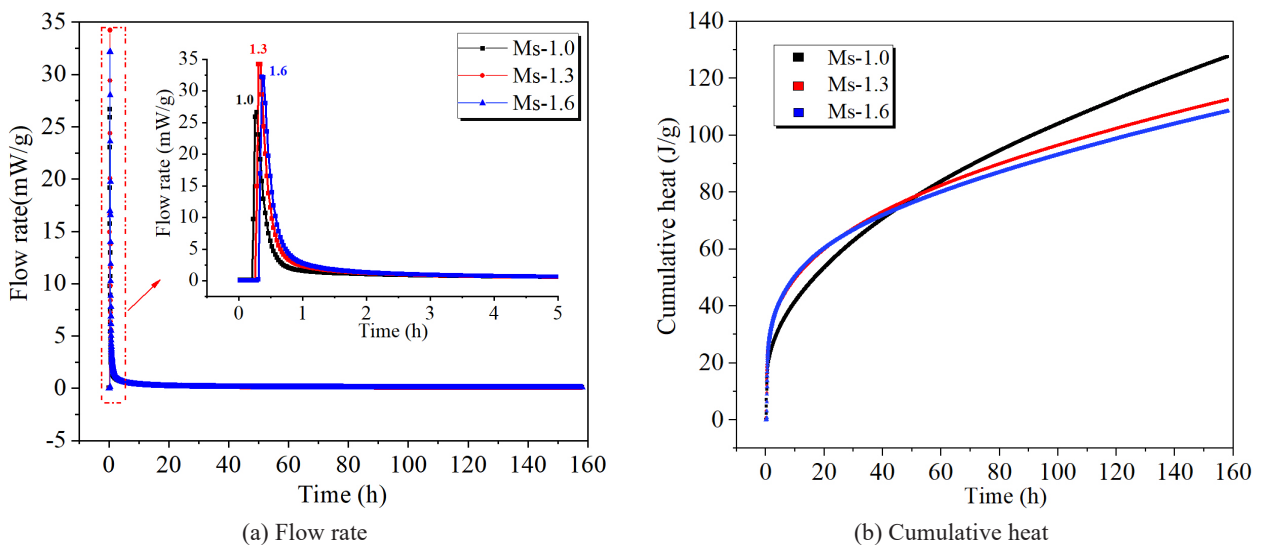 35
30
25
20
15
10
5
0
-5
Flow rate(mW/g)
0 20 40 60 80 100 120 140 160
Time (h)
Ms-1.0
Ms-1.3
Ms-1.6
35
30
25
20
15
10
5
0
Flow rate (mW/g)
1.3
1.6
1.0
0 1 2 3 4 5
Time (h)
(a) Flow rate
140
120
100
80
60
40
20
0
Cumulative heat (J/g)
Ms-1.0
Ms-1.3
Ms-1.6
0 20 40 60 80 100 120 140 160
Time (h)
(b) Cumulative heat